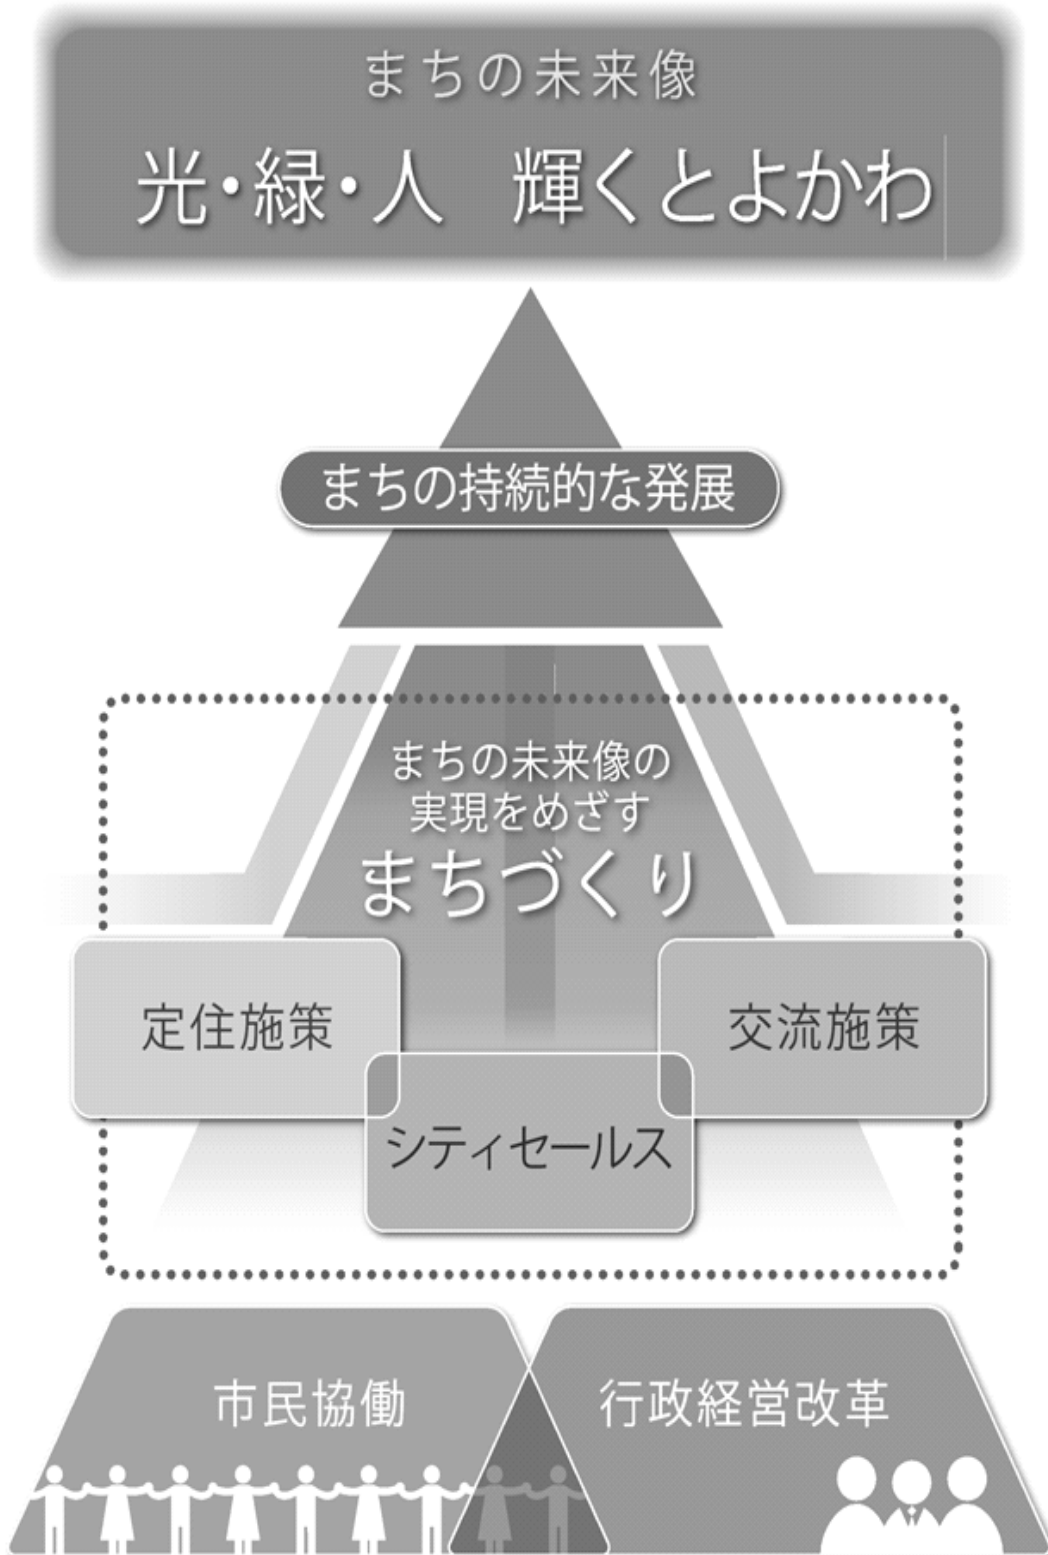 まちの未来像
光・緑・人　輝くとよかわ
まちの持続的な発展
まちの未来像の
実現をめざす
まちづくり
定住施策
交流施策
シティセールス
市民協働
行政経営改革